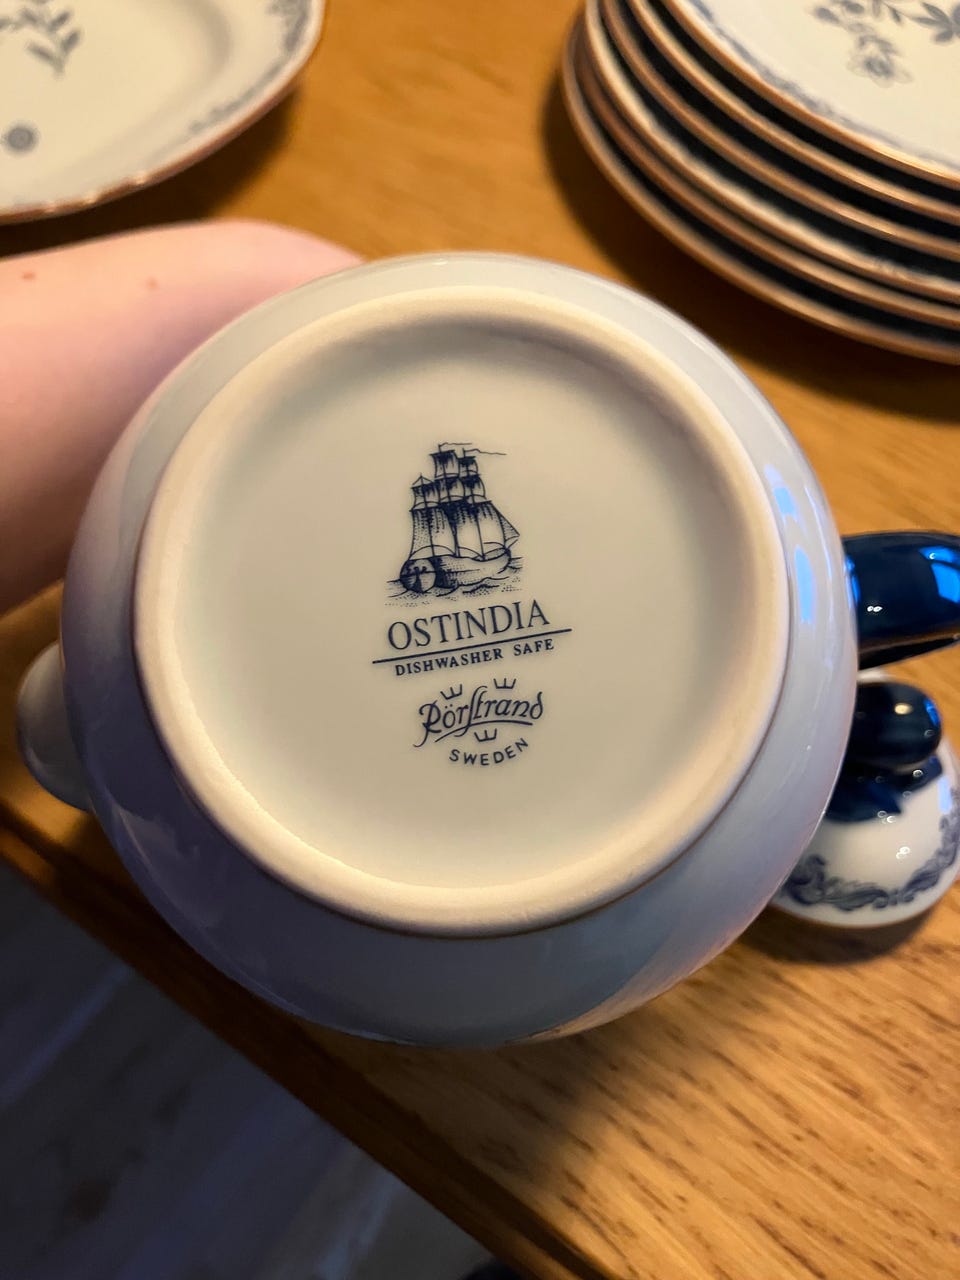 OSTINDIA
DISHWASHER SAFE
Rörstrand
SWEDEN